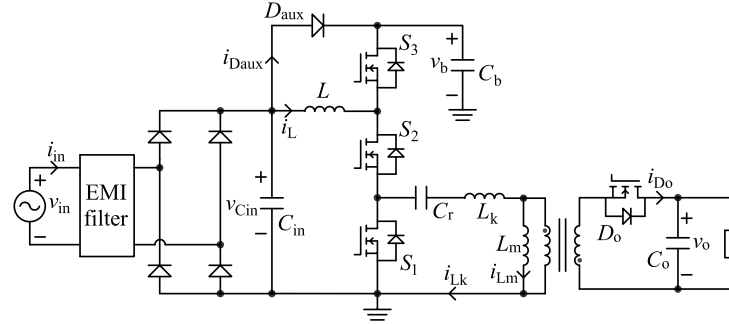 D_aux
i_Daux
S_3
v_b
C_b
L
i_L
S_2
i_in
v_in
EMI
filter
v_Cin
C_in
C_r
L_k
L_m
i_Do
D_o
C_o
v_o
S_1
i_Lk
i_Lm